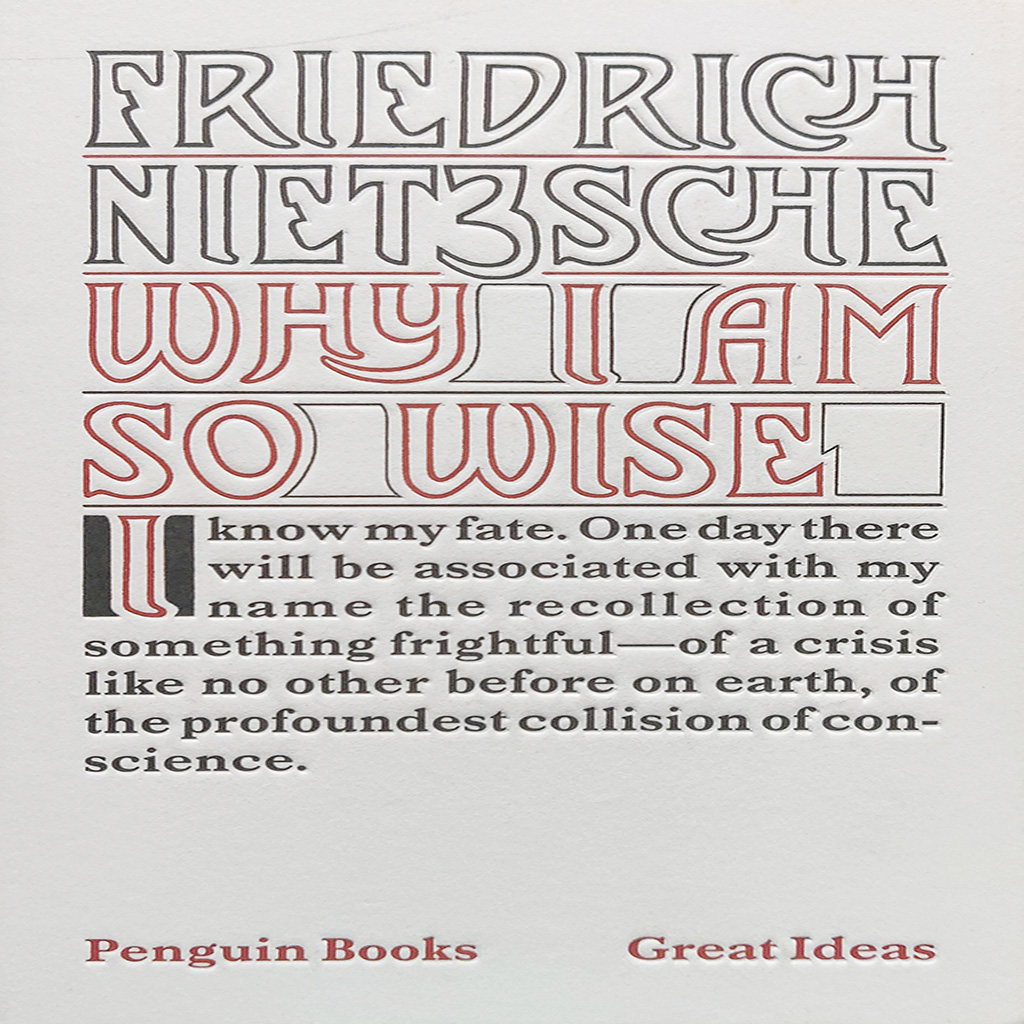 FRIEDRICH
NIETZSCHE
WHY I AM
SO WISE
I know my fate. One day there
will be associated with my
name the recollection of
something frightful—of a crisis
like no other before on earth, of
the profoundest collision of con-
science.
Penguin Books Great Ideas